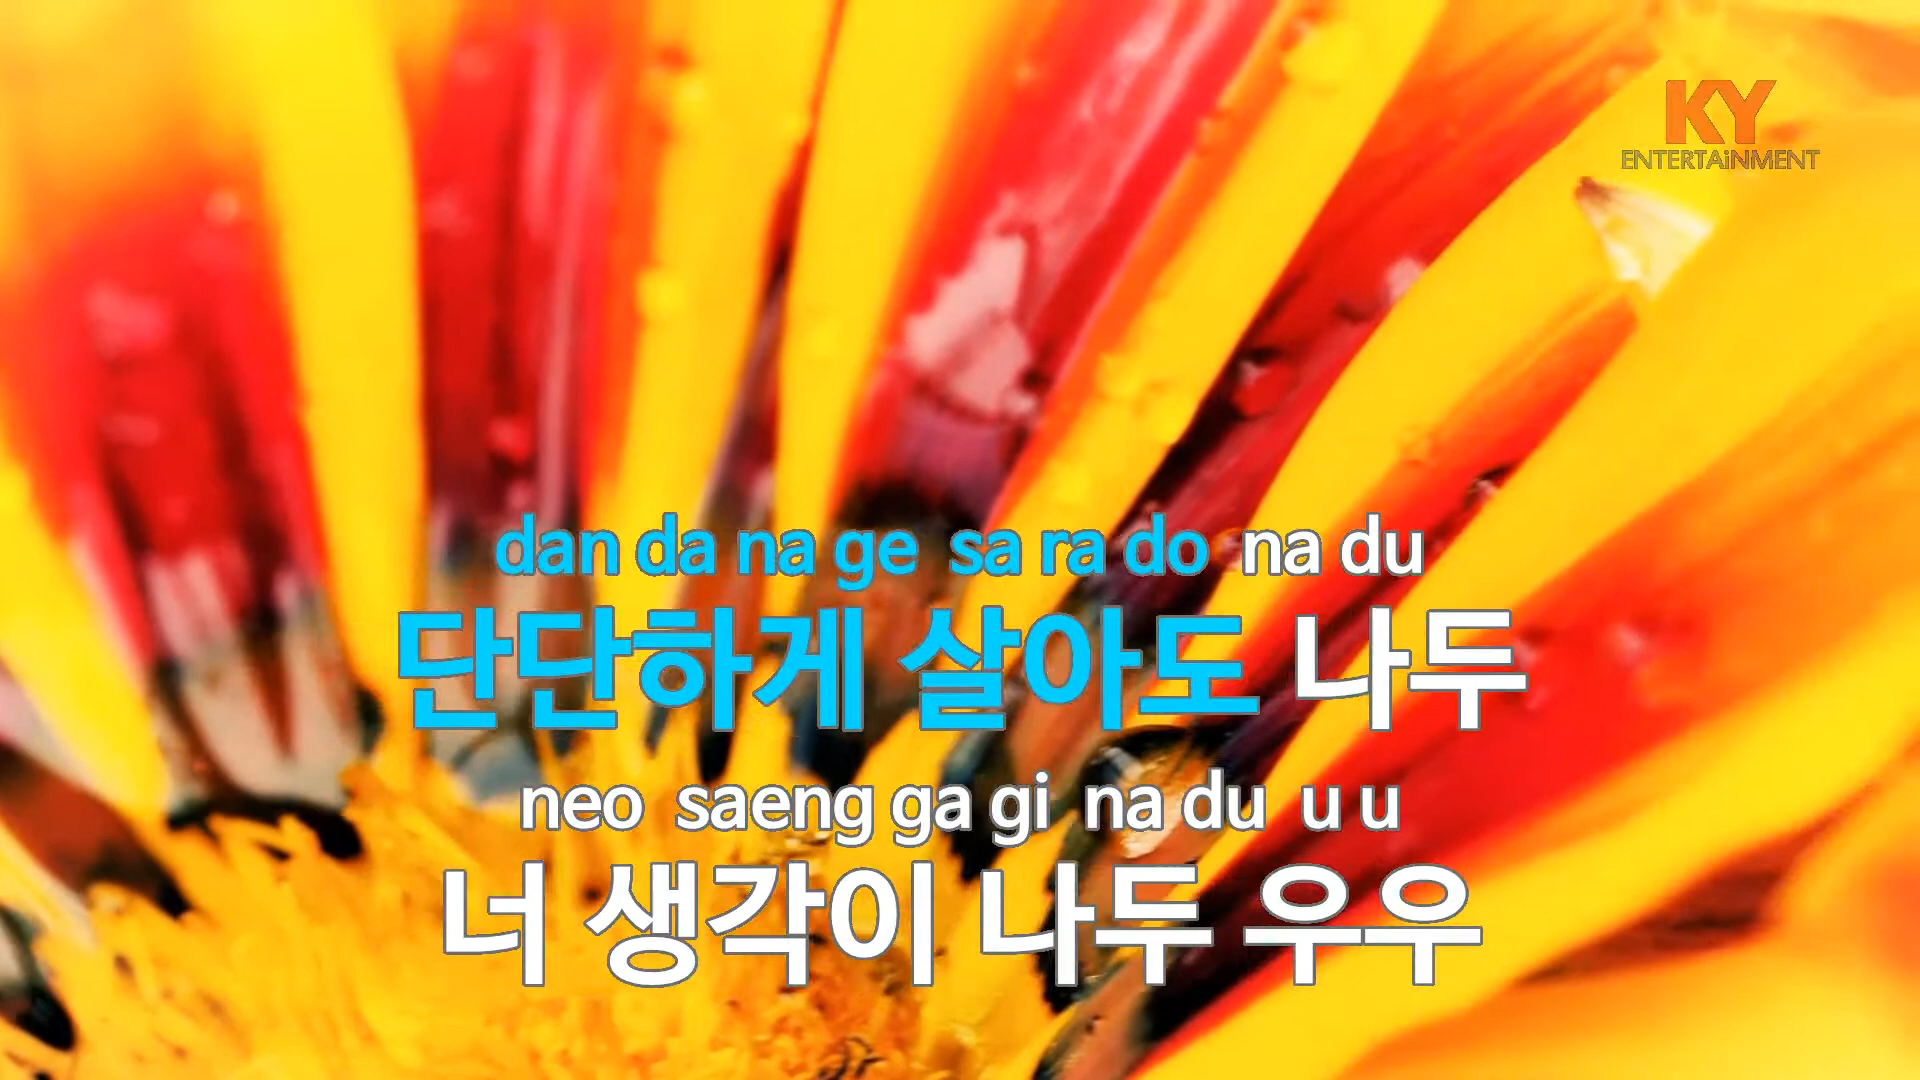 KY
ENTERTAiNMENT
dan da na ge sa ra do na du
단단하게 살아도 나두
neo saeng ga gi na du u u
너 생각이 나두 우우